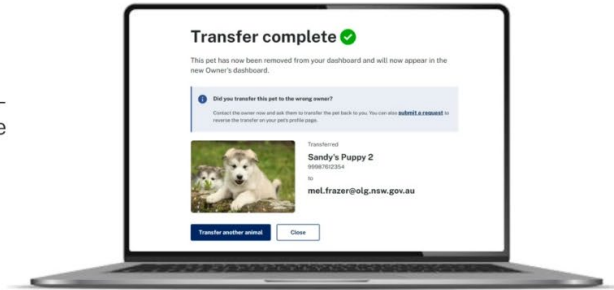 Transfer complete
This pet has now been removed from your dashboard and will now appear in the
new Owner's dashboard.
Did you transfer this pet to the wrong owner?
Contact the owner now and ask them to transfer the pet back to you. You can also submit a request to
reverse the transfer on your pet's profile page.
Transferred
Sandy's Puppy 2
99987612354
to
mel.frazer@olg.nsw.gov.au
Transfer another animal
Close